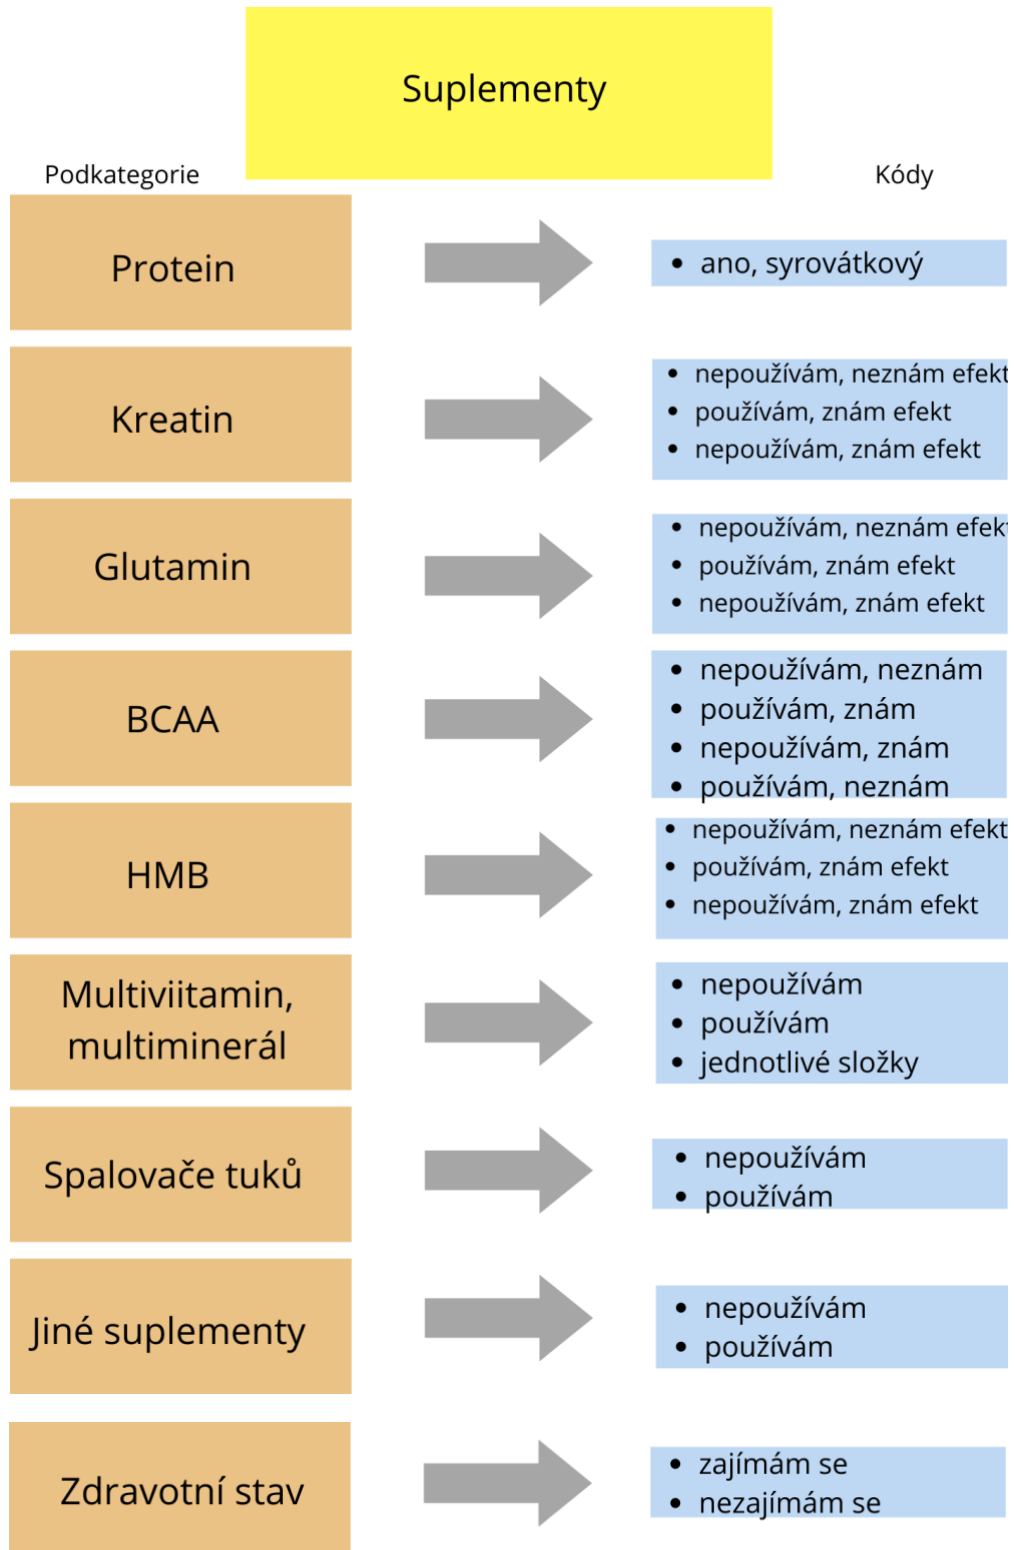 Suplementy
Podkategorie
Kódy
Protein
• ano, syrovátkový
Kreatin
• nepoužívám, neznám efekt
• používám, znám efekt
• nepoužívám, znám efekt
Glutamin
• nepoužívám, neznám efekt
• používám, znám efekt
• nepoužívám, znám efekt
BCAA
• nepoužívám, neznám
• používám, znám
• nepoužívám, znám
• používám, neznám
HMB
• nepoužívám, neznám efekt
• používám, znám efekt
• nepoužívám, znám efekt
Multiviitamin,
multiminerál
• nepoužívám
• používám
• jednotlivé složky
Spalovače tuků
• nepoužívám
• používám
Jiné suplementy
• nepoužívám
• používám
Zdravotní stav
• zajímám se
• nezajímám se